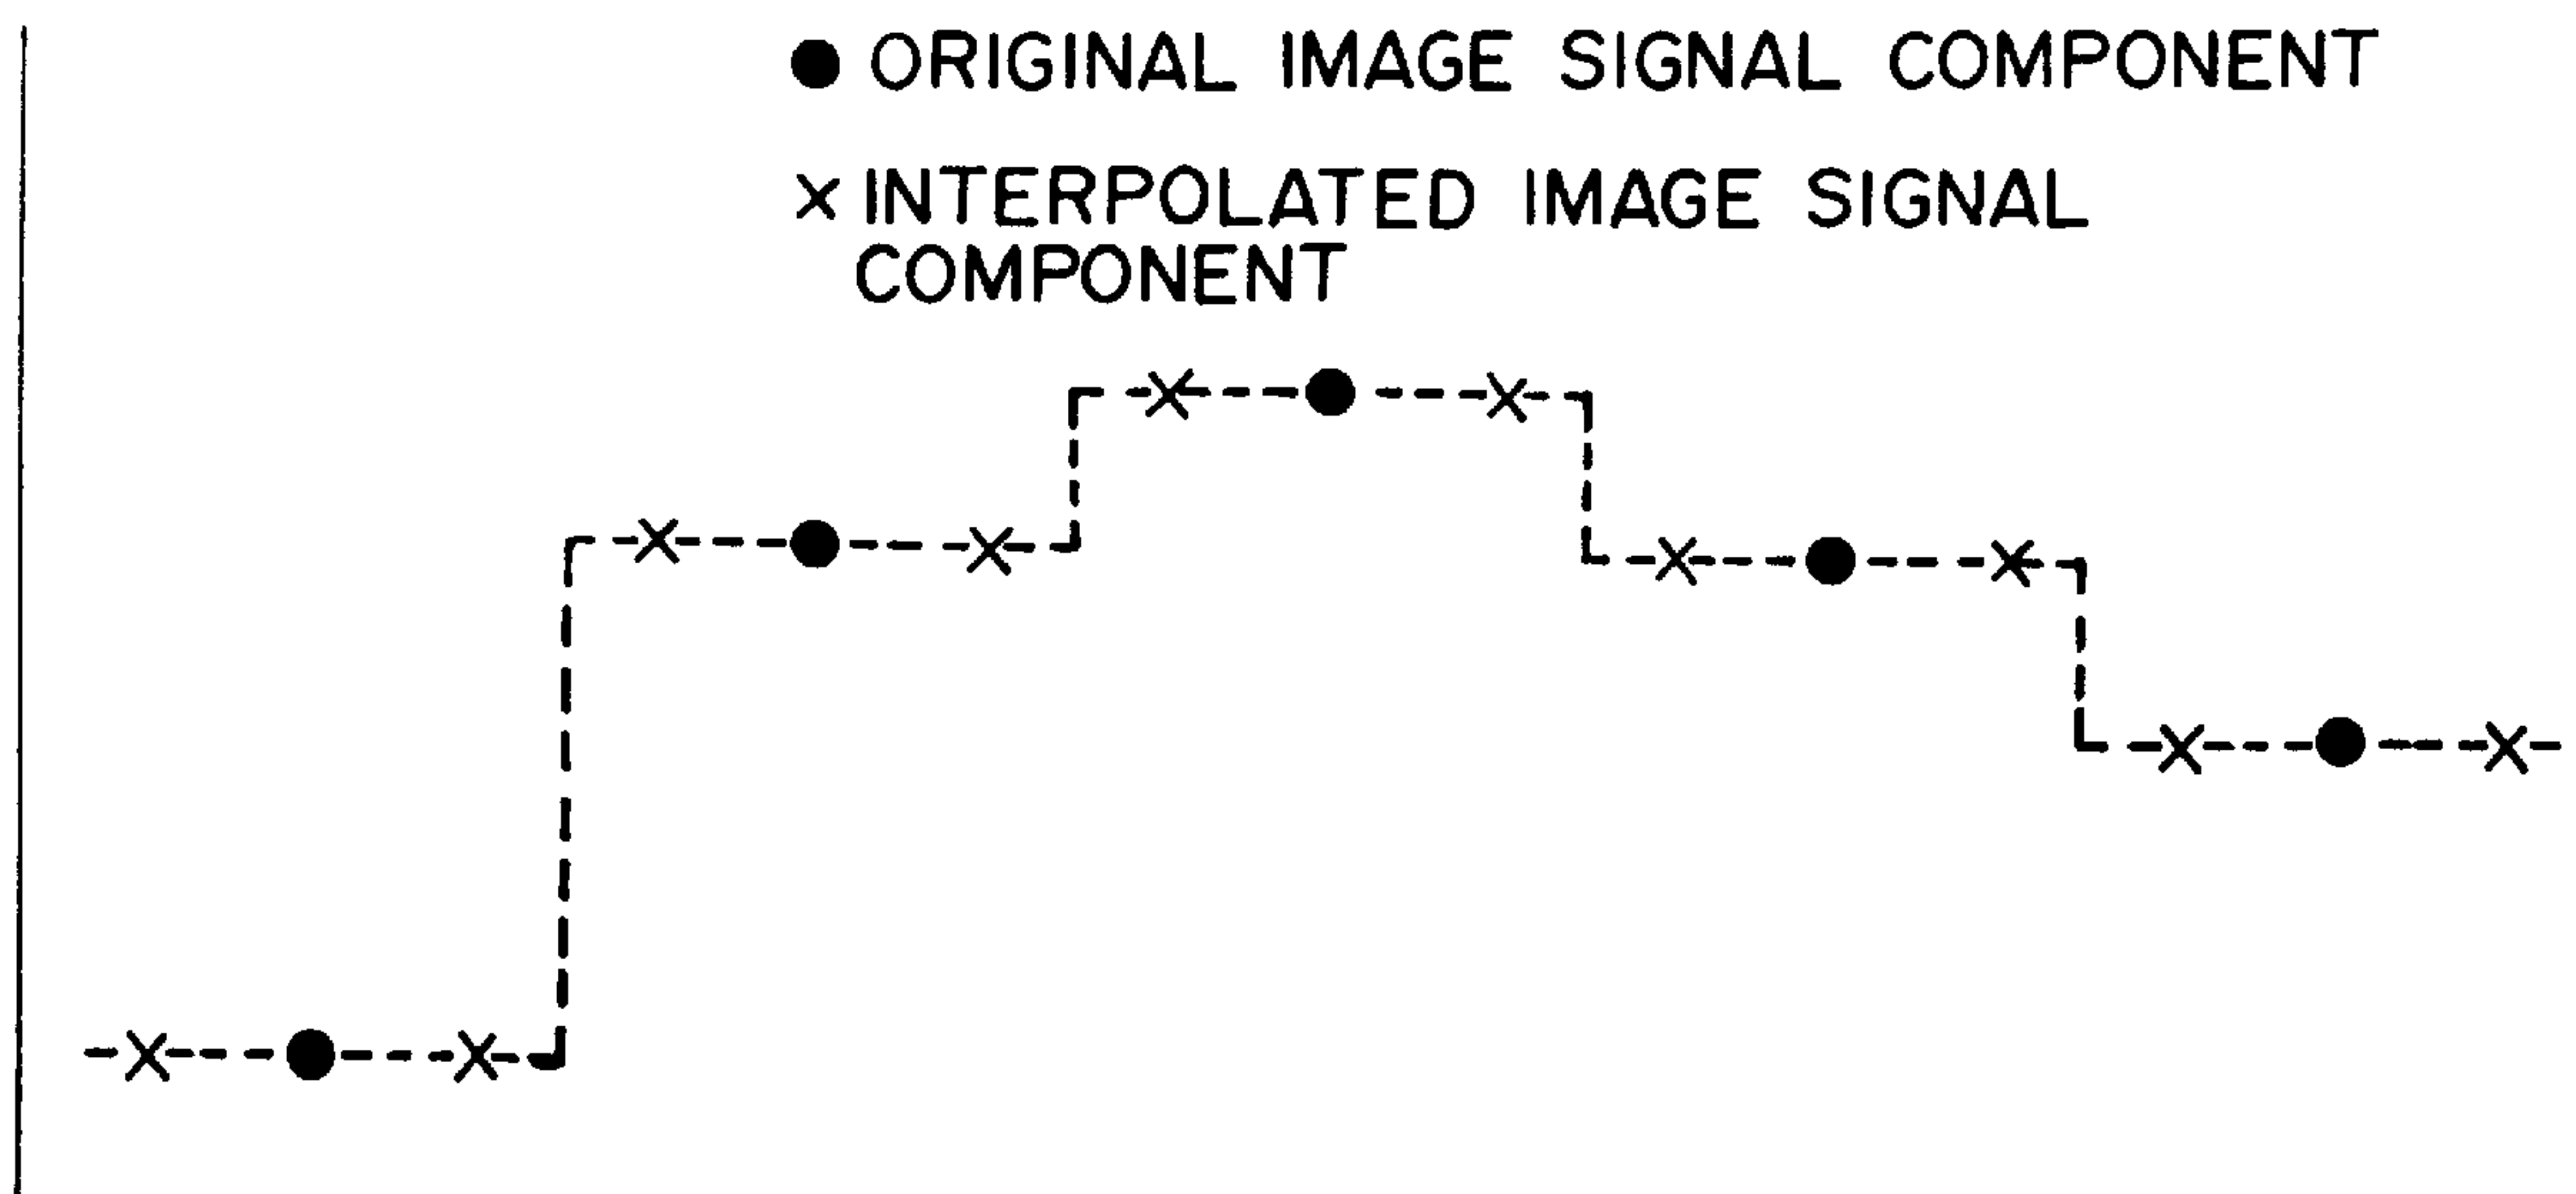 ● ORIGINAL IMAGE SIGNAL COMPONENT
× INTERPOLATED IMAGE SIGNAL
COMPONENT